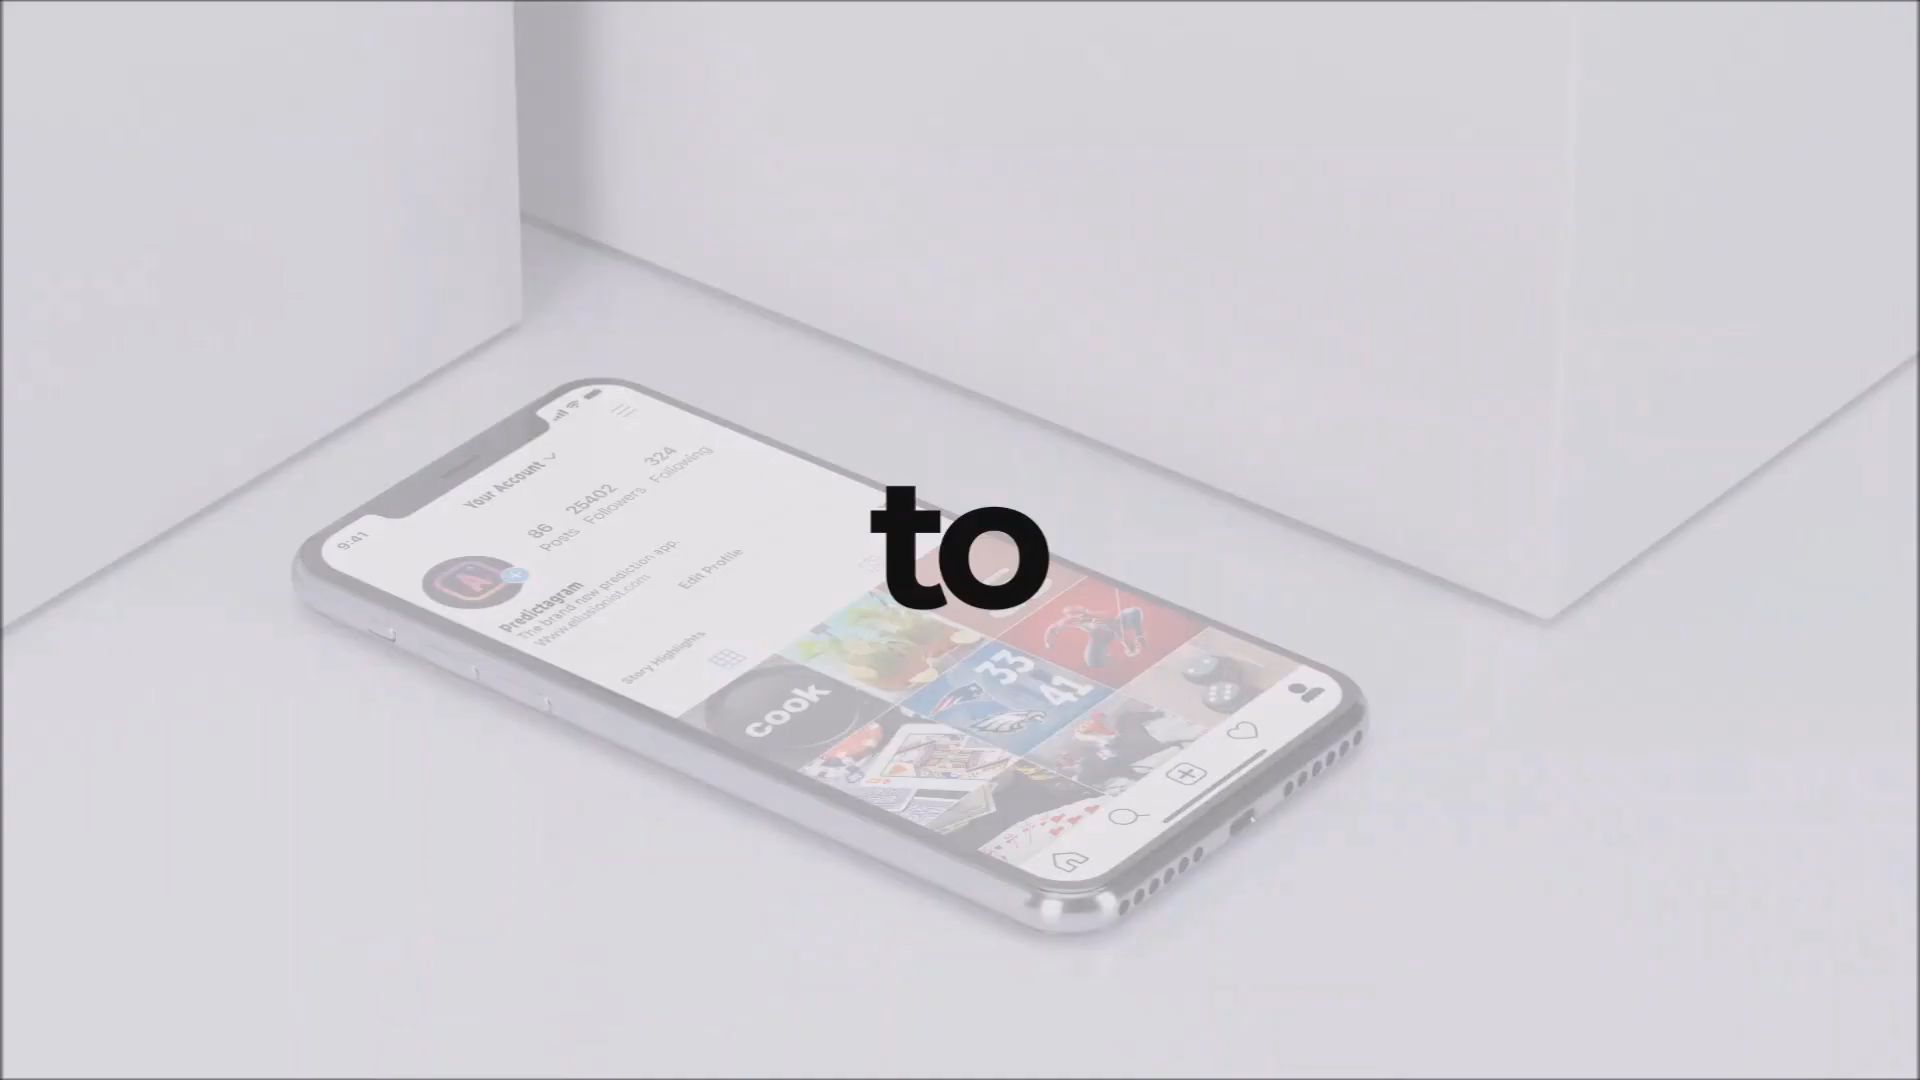 to
9:41
Your Account
86
Posts
25402
Followers
324
Following
Predictagram
The brand new prediction app.
Www.ellusionist.com
Edit Profile
Story Highlights
cook
33
41